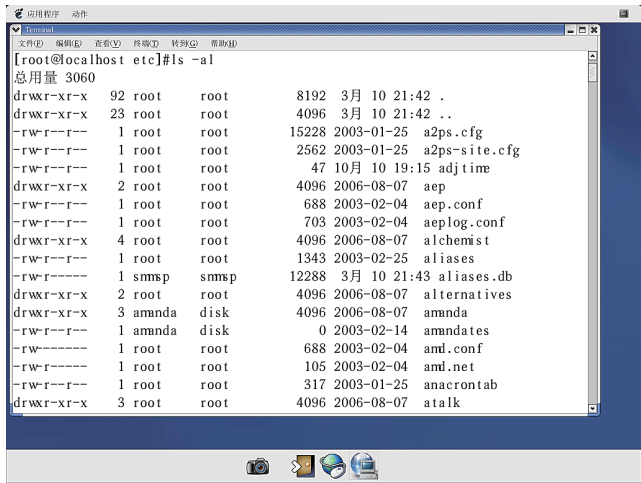 应用程序 动作
Terminal
文件(F) 编辑(E) 查看(V) 终端(T) 转到(G) 帮助(H)
[root@localhost etc]#ls -al
总用量 3060
drwxr-xr-x 92 root root 8192 3月 10 21:42 .
drwxr-xr-x 23 root root 4096 3月 10 21:42 ..
-rw-r--r-- 1 root root 15228 2003-01-25 a2ps.cfg
-rw-r--r-- 1 root root 2562 2003-01-25 a2ps-site.cfg
-rw-r--r-- 1 root root 47 10月 10 19:15 adjtime
drwxr-xr-x 2 root root 4096 2006-08-07 aep
-rw-r--r-- 1 root root 688 2003-02-04 aep.conf
-rw-r--r-- 1 root root 703 2003-02-04 aeplog.conf
drwxr-xr-x 4 root root 4096 2006-08-07 alchemist
-rw-r--r-- 1 root root 1343 2003-02-25 aliases
-rw-r----- 1 smmsp smmsp 12288 3月 10 21:43 aliases.db
drwxr-xr-x 2 root root 4096 2006-08-07 alternatives
drwxr-xr-x 3 amanda disk 4096 2006-08-07 amanda
-rw-r--r-- 1 amanda disk 0 2003-02-14 amandates
-rw------- 1 root root 688 2003-02-04 amd.conf
-rw-r----- 1 root root 105 2003-02-04 amd.net
-rw-r--r-- 1 root root 317 2003-01-25 anacrontab
drwxr-xr-x 3 root root 4096 2006-08-07 atalk